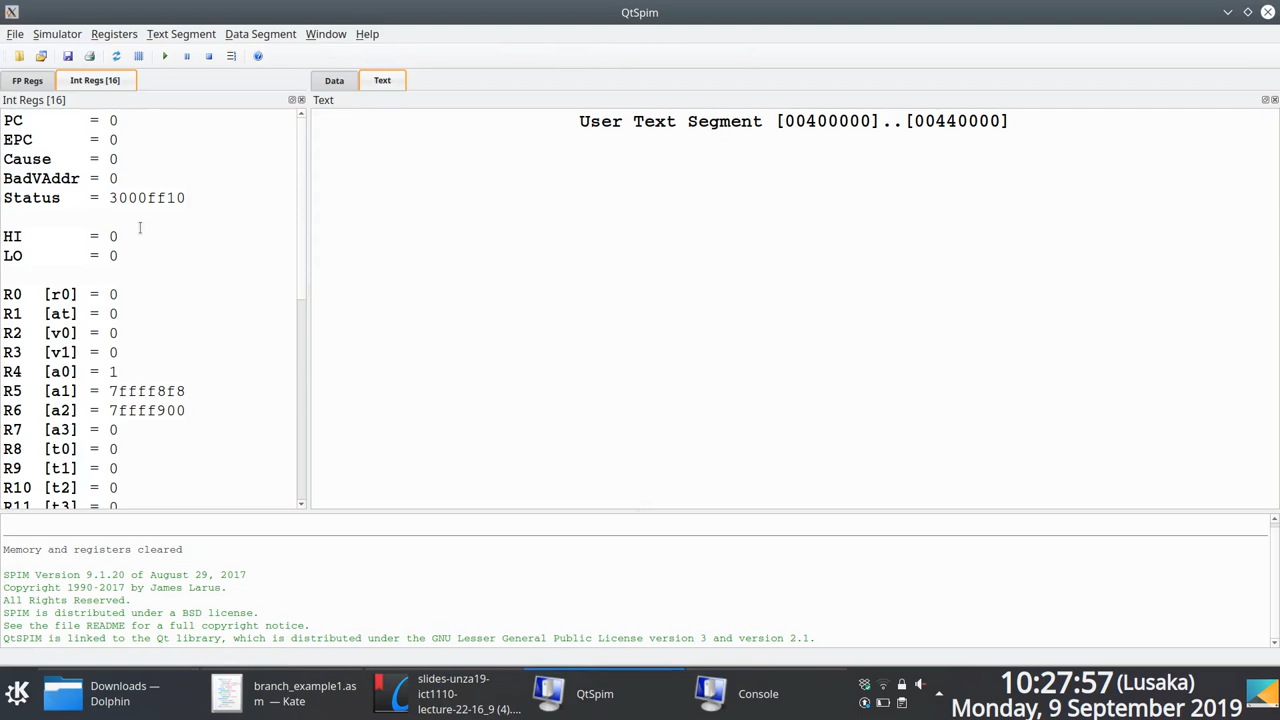 QtSpim
File Simulator Registers Text Segment Data Segment Window Help
FP Regs Int Regs [16] Data Text
Int Regs [16] Text
PC = 0
EPC = 0
Cause = 0
BadVAddr = 0
Status = 3000ff10
HI = 0
LO = 0
R0 [r0] = 0
R1 [at] = 0
R2 [v0] = 0
R3 [v1] = 0
R4 [a0] = 1
R5 [a1] = 7ffff8f8
R6 [a2] = 7ffff900
R7 [a3] = 0
R8 [t0] = 0
R9 [t1] = 0
R10 [t2] = 0
R11 [t3] = 0
User Text Segment [00400000]..[00440000]
Memory and registers cleared
SPIM Version 9.1.20 of August 29, 2017
Copyright 1990-2017 by James Larus.
All Rights Reserved.
SPIM is distributed under a BSD license.
See the file README for a full copyright notice.
QtSPIM is linked to the Qt library, which is distributed under the GNU Lesser General Public License version 3 and version 2.1.
Downloads —
Dolphin
branch_example1.as
m — Kate
slides-unza19-
ict1110-
lecture-22-16_9 (4)....
QtSpim
Console
10:27:57 (Lusaka)
Monday, 9 September 2019